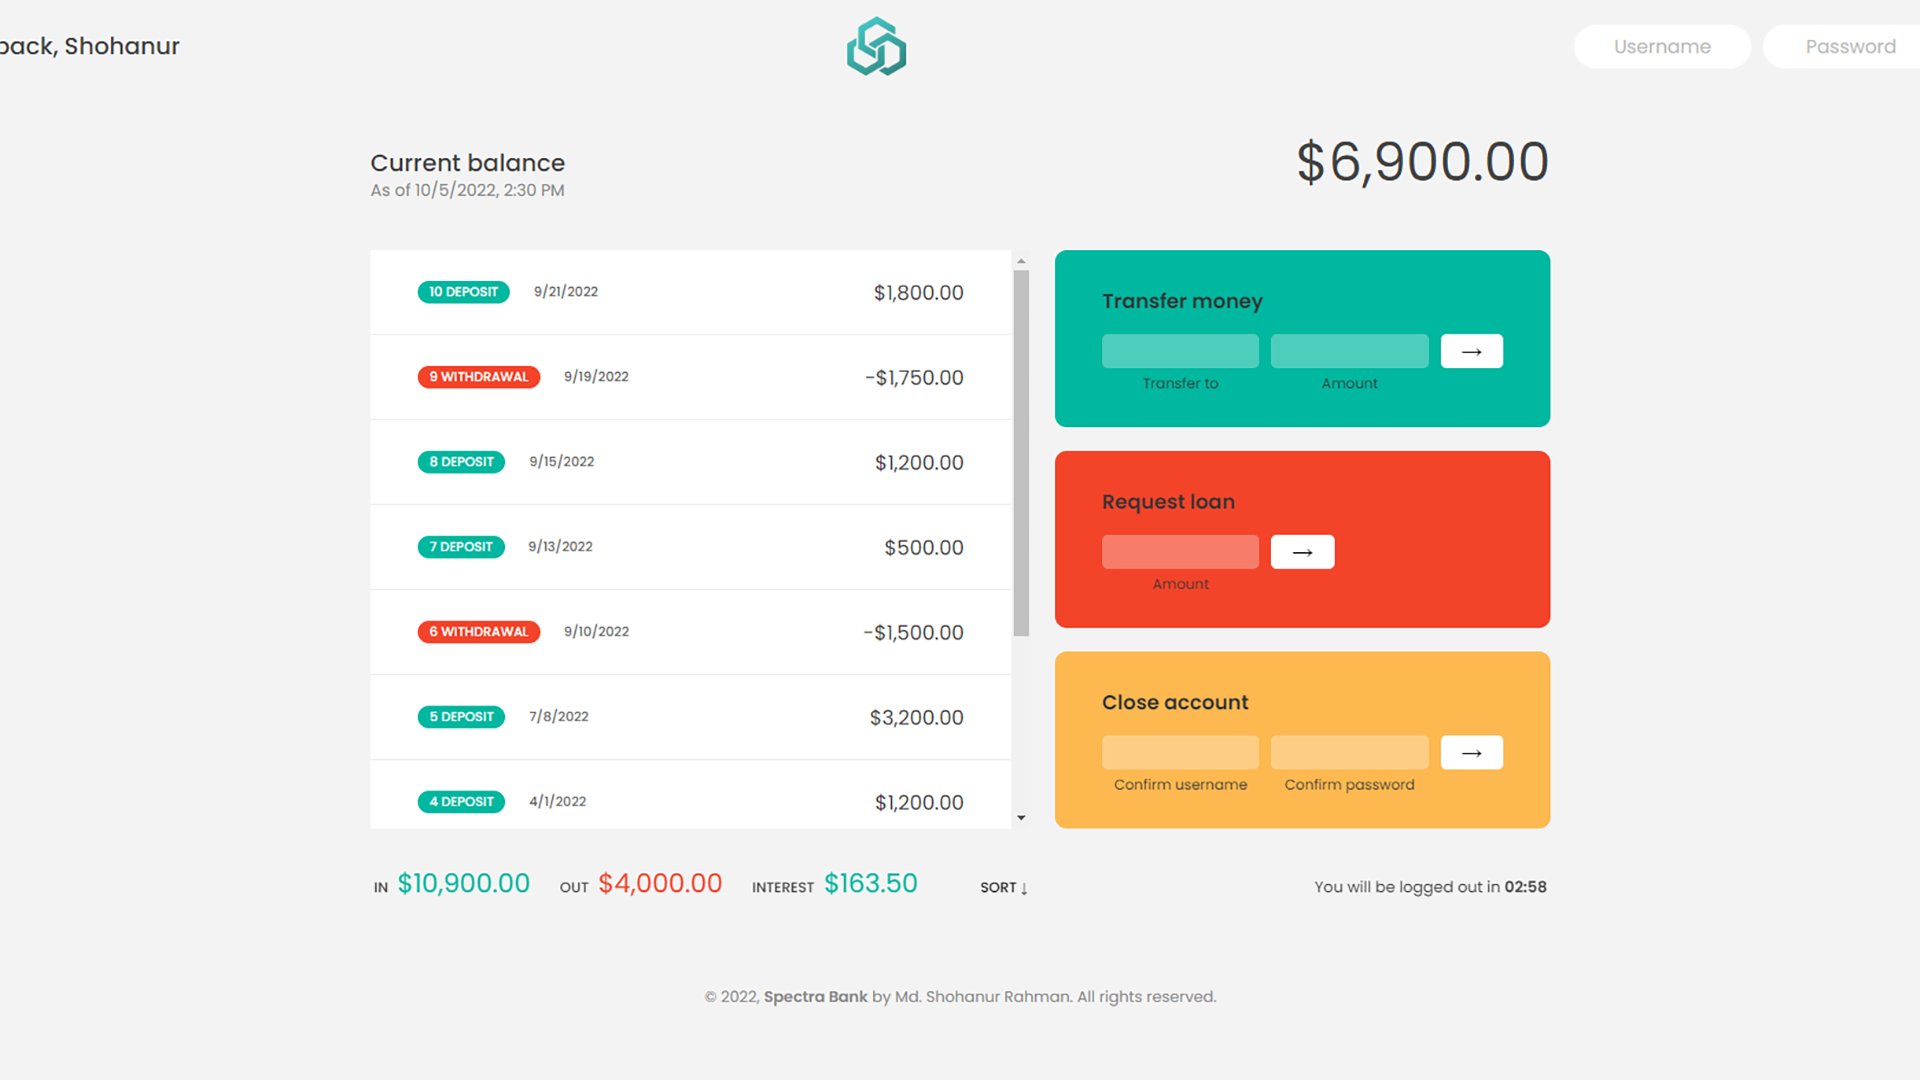 back, Shohanur
Username
Password
Current balance
As of 10/5/2022, 2:30 PM
$6,900.00
10 DEPOSIT 9/21/2022 $1,800.00
9 WITHDRAWAL 9/19/2022 -$1,750.00
8 DEPOSIT 9/15/2022 $1,200.00
7 DEPOSIT 9/13/2022 $500.00
6 WITHDRAWAL 9/10/2022 -$1,500.00
5 DEPOSIT 7/8/2022 $3,200.00
4 DEPOSIT 4/1/2022 $1,200.00
Transfer money
→
Transfer to Amount
Request loan
→
Amount
Close account
→
Confirm username Confirm password
IN $10,900.00 OUT $4,000.00 INTEREST $163.50 SORT ↓
You will be logged out in 02:58
© 2022, Spectra Bank by Md. Shohanur Rahman. All rights reserved.